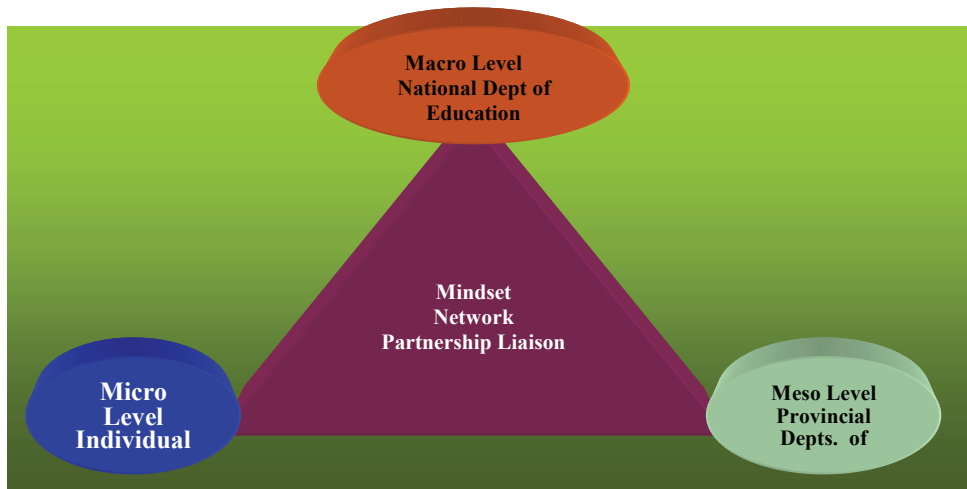 Macro Level
National Dept of
Education
Mindset
Network
Partnership Liaison
Micro
Level
Individual
Meso Level
Provincial
Depts. of